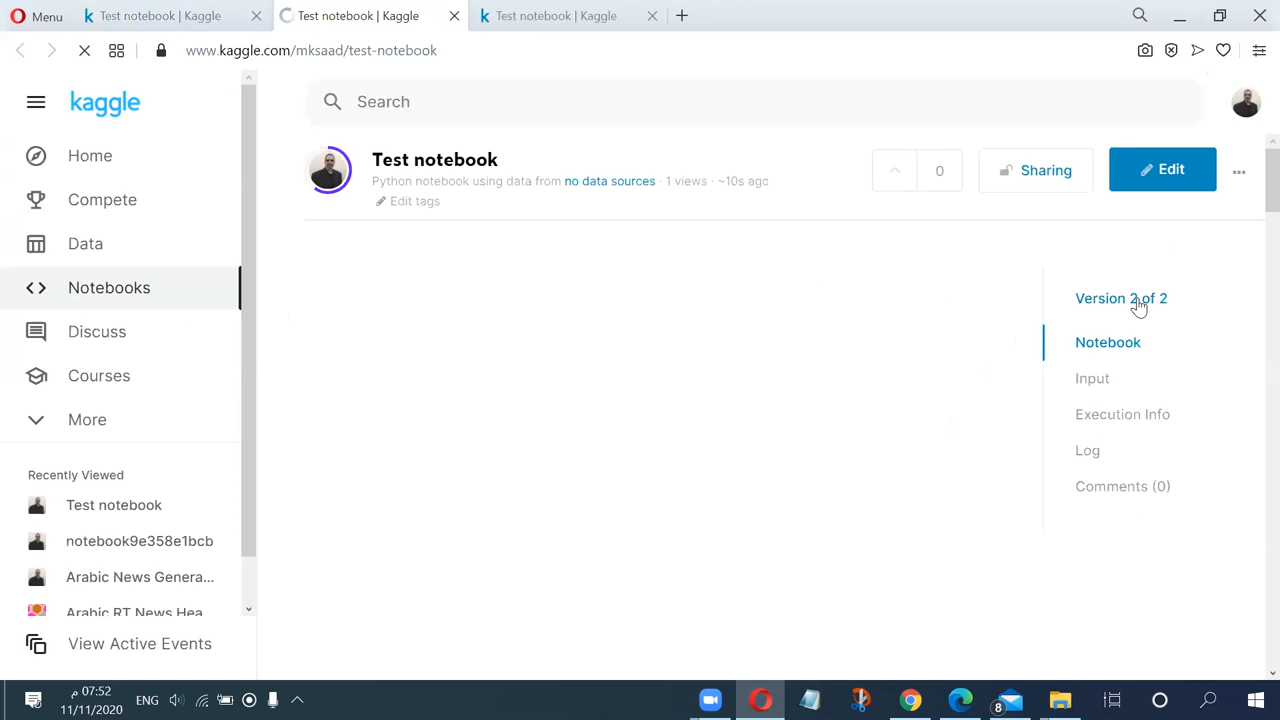 Menu
Test notebook | Kaggle
Test notebook | Kaggle
Test notebook | Kaggle
www.kaggle.com/mksaad/test-notebook
kaggle
Search
Home
Compete
Data
Notebooks
Discuss
Courses
More
Recently Viewed
Test notebook
notebook9e358e1bcb
Arabic News Genera...
Arabic RT News Hea
View Active Events
Test notebook
Python notebook using data from no data sources · 1 views · ~10s ago
Edit tags
0
Sharing
Edit
Version 2 of 2
Notebook
Input
Execution Info
Log
Comments (0)
07:52 م
11/11/2020
ENG
8